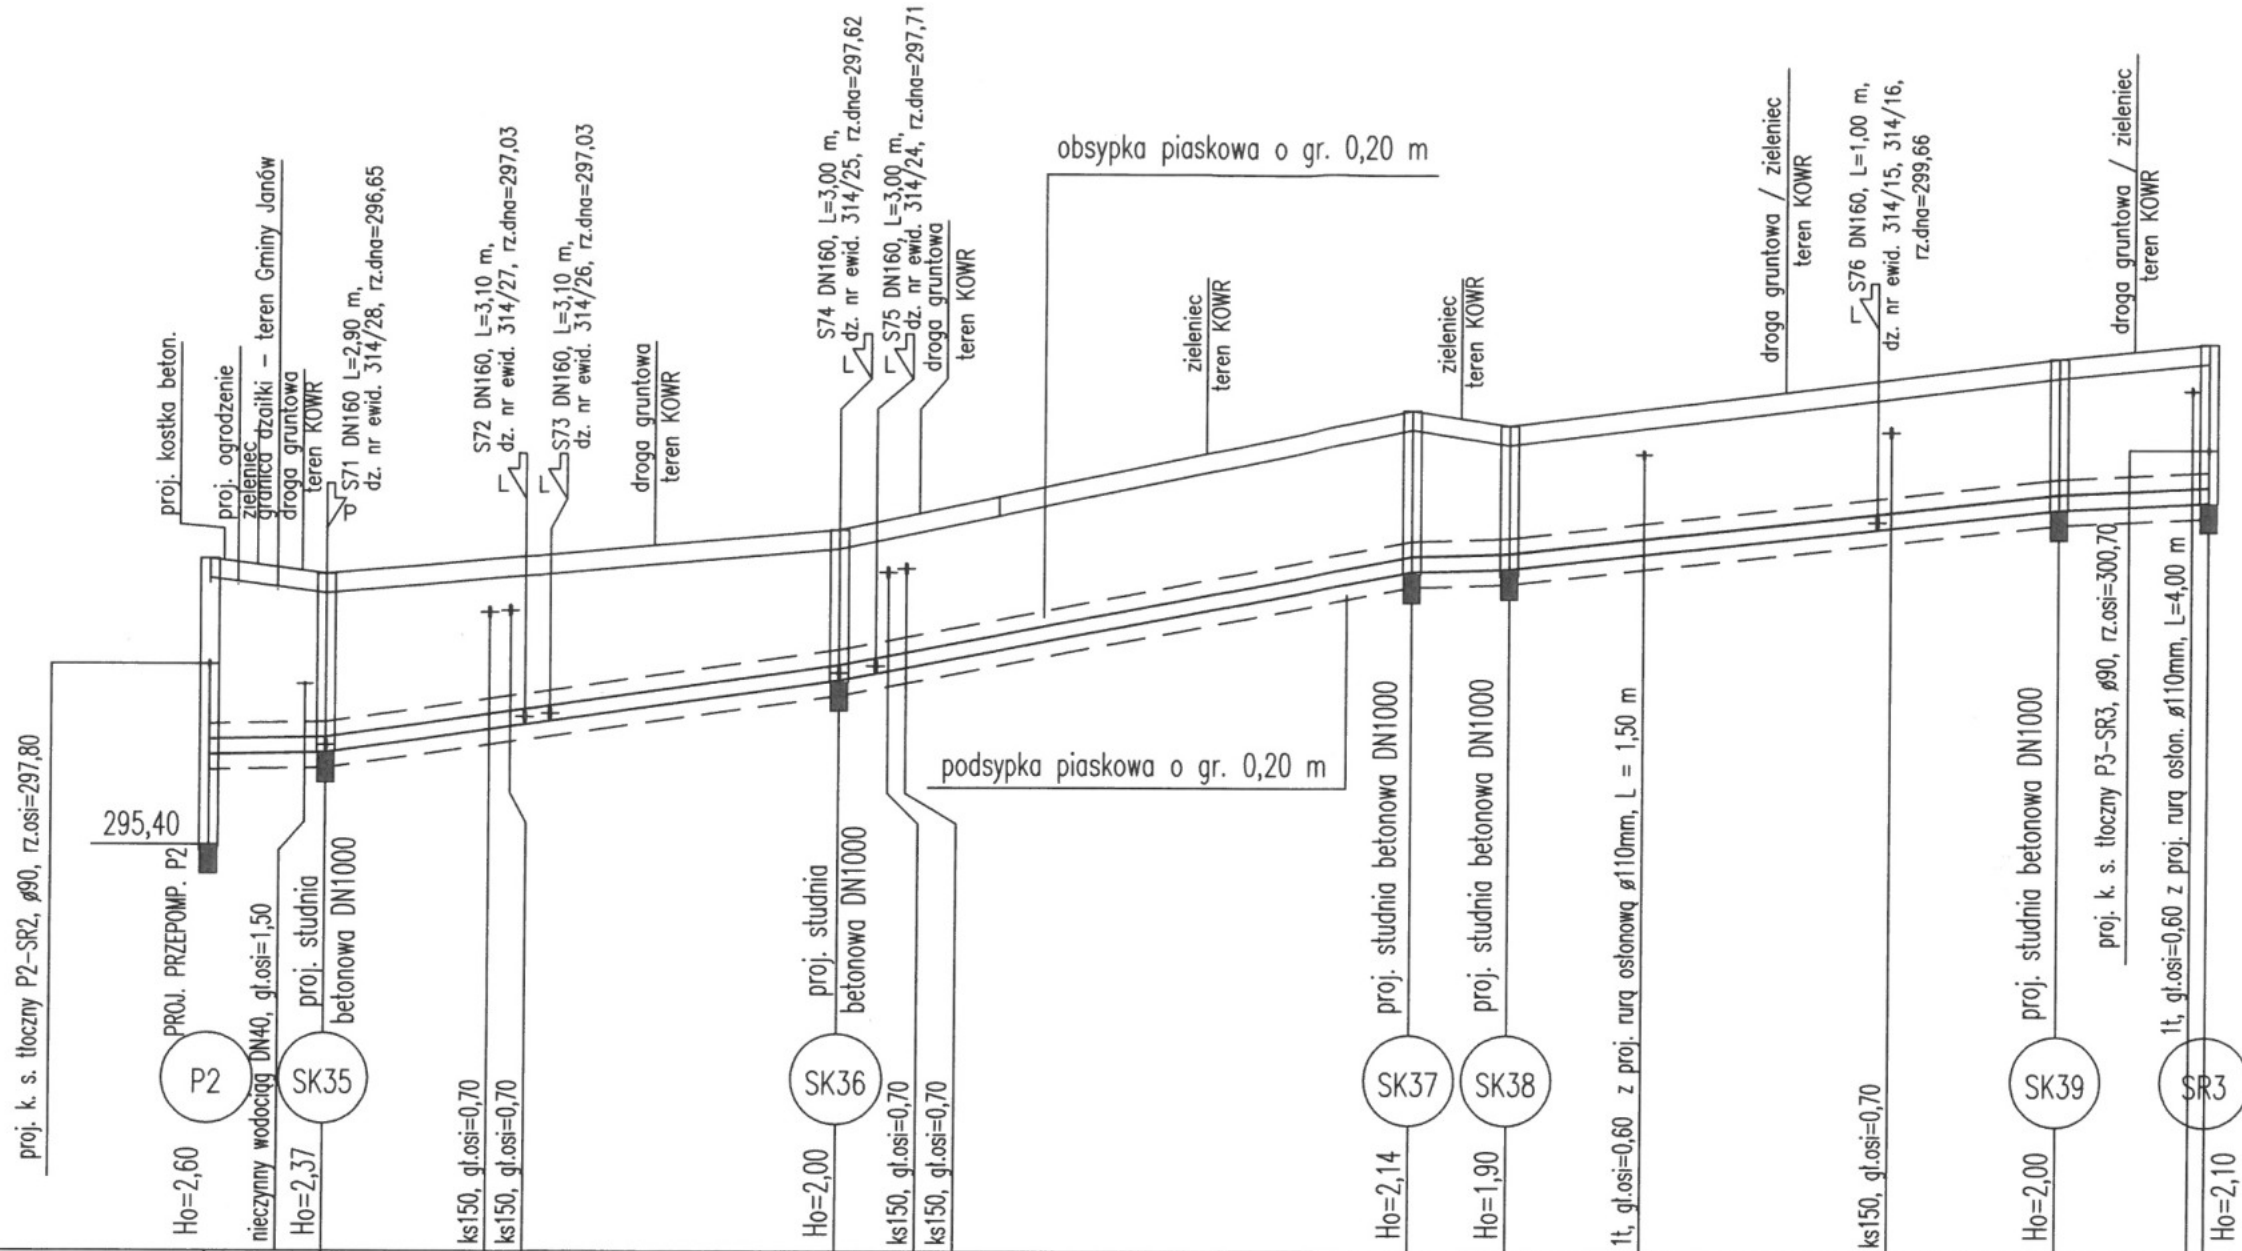 proj. k. s. tłoczny P2-SR2, ø90, rz.osi=297,80
295,40
proj. kostka beton.
proj. ogrodzenie
zieleniec
granica dzaiłki – teren Gminy Janów
droga gruntowa
teren KOWR
S71 DN160 L=2,90 m,
dz. nr ewid. 314/28, rz.dna=296,65
P
S72 DN160, L=3,10 m,
dz. nr ewid. 314/27, rz.dna=297,03
L
S73 DN160, L=3,10 m,
dz. nr ewid. 314/26, rz.dna=297,03
L
droga gruntowa
teren KOWR
S74 DN160, L=3,00 m,
dz. nr ewid. 314/25, rz.dna=297,62
L
S75 DN160, L=3,00 m,
dz. nr ewid. 314/24, rz.dna=297,71
L
droga gruntowa
teren KOWR
obsypka piaskowa o gr. 0,20 m
zieleniec
teren KOWR
zieleniec
teren KOWR
droga gruntowa / zieleniec
teren KOWR
S76 DN160, L=1,00 m,
dz. nr ewid. 314/15, 314/16,
rz.dna=299,66
L
droga gruntowa / zieleniec
teren KOWR
podsypka piaskowa o gr. 0,20 m
PROJ. PRZEPOMP. P2
P2
Ho=2,60
nieczynny wodociąg DN40, gł.osi=1,50
proj. studnia
betonowa DN1000
SK35
Ho=2,37
ks150, gł.osi=0,70
ks150, gł.osi=0,70
proj. studnia
betonowa DN1000
SK36
Ho=2,00
ks150, gł.osi=0,70
ks150, gł.osi=0,70
proj. studnia betonowa DN1000
SK37
Ho=2,14
proj. studnia betonowa DN1000
SK38
Ho=1,90
1t, gł.osi=0,60 z proj. rurą osłonową ø110mm, L = 1,50 m
ks150, gł.osi=0,70
proj. studnia betonowa DN1000
SK39
Ho=2,00
proj. k. s. tłoczny P3-SR3, ø90, rz.osi=300,70
1t, gł.osi=0,60 z proj. rurą osłon. ø110mm, L=4,00 m
SR3
Ho=2,10